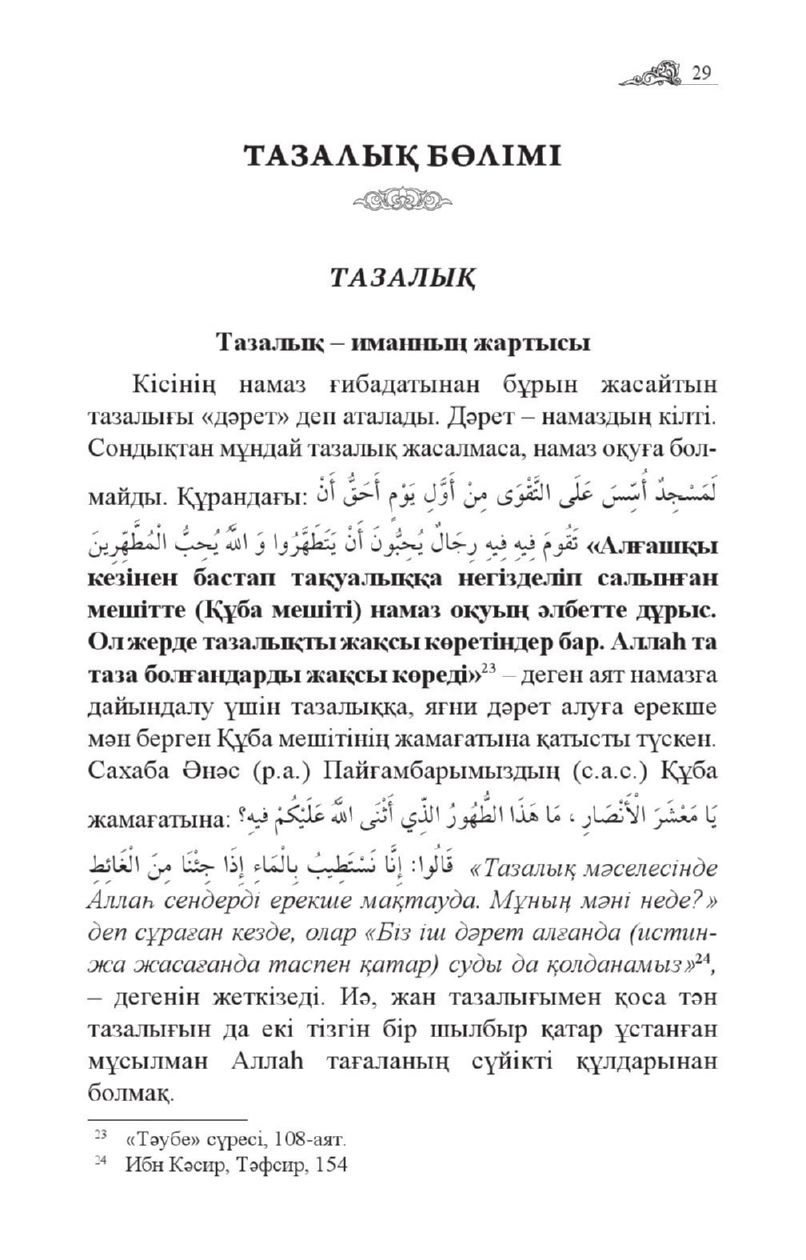 29
ТАЗАЛЫҚ БӨЛІМІ
ТАЗАЛЫҚ
Тазалық – иманның жартысы
Кісінің намаз ғибадатынан бұрын жасайтын
тазалығы «дәрет» деп аталады. Дәрет – намаздың кілті.
Сондықтан мұндай тазалық жасалмаса, намаз оқуға бол-
майды. Құрандағы: لَمَسْجِدٌ أُسِّسَ عَلَى التَّقْوَى مِنْ أَوَّلِ يَوْمٍ أَحَقُّ أَنْ
تَقُومَ فِيهِ فِيهِ رِجَالٌ يُحِبُّونَ أَنْ يَتَطَهَّرُوا وَ اللَّهُ يُحِبُّ الْمُطَّهِّرِينَ «Алғашқы
кезінен бастап тақуалыққа негізделіп салынған
мешітте (Құба мешіті) намаз оқуың әлбетте дұрыс.
Ол жерде тазалықты жақсы көретіндер бар. Аллаһ та
таза болғандарды жақсы көреді»²³ – деген аят намазға
дайындалу үшін тазалыққа, яғни дәрет алуға ерекше
мән берген Құба мешітінің жамағатына қатысты түскен.
Сахаба Әнәс (р.а.) Пайғамбарымыздың (с.а.с.) Құба
жамағатына: يَا مَعْشَرَ الْأَنْصَارِ ، مَا هَذَا الطُّهُورُ الَّذِي أَثْنَى اللَّهُ عَلَيْكُمْ فِيهِ؟
قَالُوا: إِنَّا نَسْتَطِيبُ بِالْمَاءِ إِذَا جِئْنَا مِنَ الْغَائِطِ «Тазалық мәселесінде
Аллаһ сендерді ерекше мақтауда. Мұның мәні неде?»
деп сұраған кезде, олар «Біз іш дәрет алғанда (истин-
жа жасағанда таспен қатар) суды да қолданамыз»²⁴,
– дегенін жеткізеді. Иә, жан тазалығымен қоса тән
тазалығын да екі тізгін бір шылбыр қатар ұстанған
мұсылман Аллаһ тағаланың сүйікті құлдарынан
болмақ.
²³ «Тәубе» сүресі, 108-аят.
²⁴ Ибн Кәсир, Тәфсир, 154